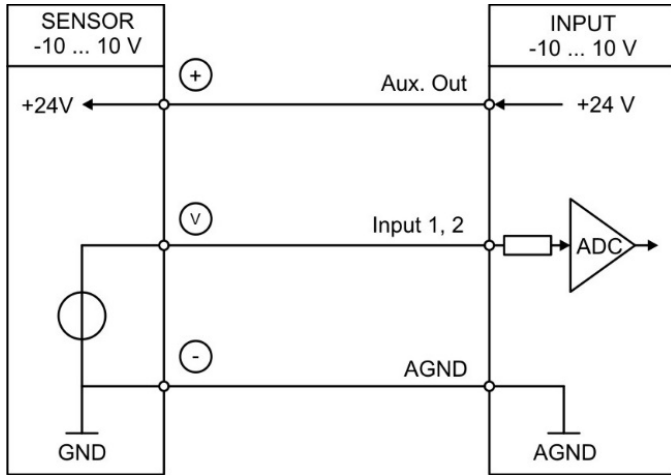 SENSOR
-10 ... 10 V
INPUT
-10 ... 10 V
+
Aux. Out
+24V
+24 V
V
Input 1, 2
ADC
-
AGND
GND
AGND